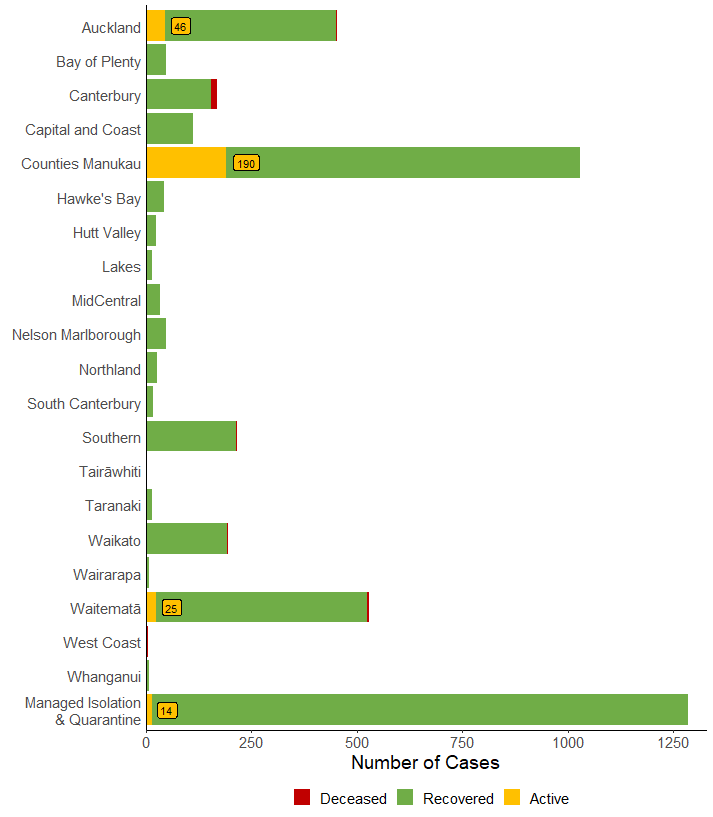 Auckland
46
Bay of Plenty
Canterbury
Capital and Coast
Counties Manukau
190
Hawke's Bay
Hutt Valley
Lakes
MidCentral
Nelson Marlborough
Northland
South Canterbury
Southern
Tairāwhiti
Taranaki
Waikato
Wairarapa
Waitematā
25
West Coast
Whanganui
Managed Isolation
& Quarantine
14
0 250 500 750 1000 1250
Number of Cases
Deceased Recovered Active